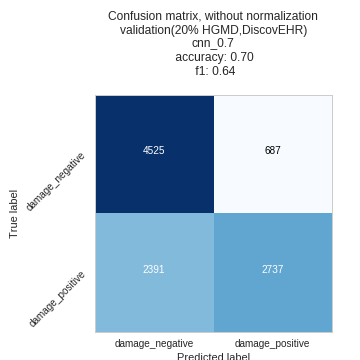 Confusion matrix, without normalization
validation(20% HGMD,DiscovEHR)
cnn_0.7
accuracy: 0.70
f1: 0.64
True label
damage_negative
4525
687
damage_positive
2391
2737
damage_negative
damage_positive
Predicted label